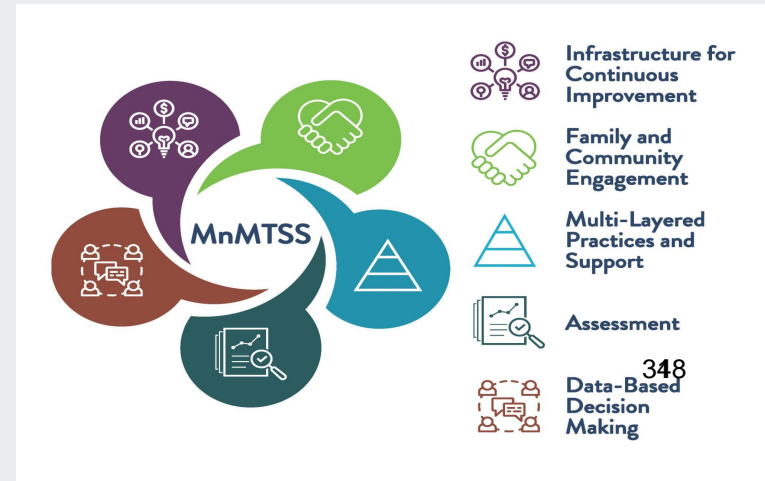 MnMTSS
Infrastructure for
Continuous
Improvement
Family and
Community
Engagement
Multi-Layered
Practices and
Support
Assessment
Data-Based
Decision
Making